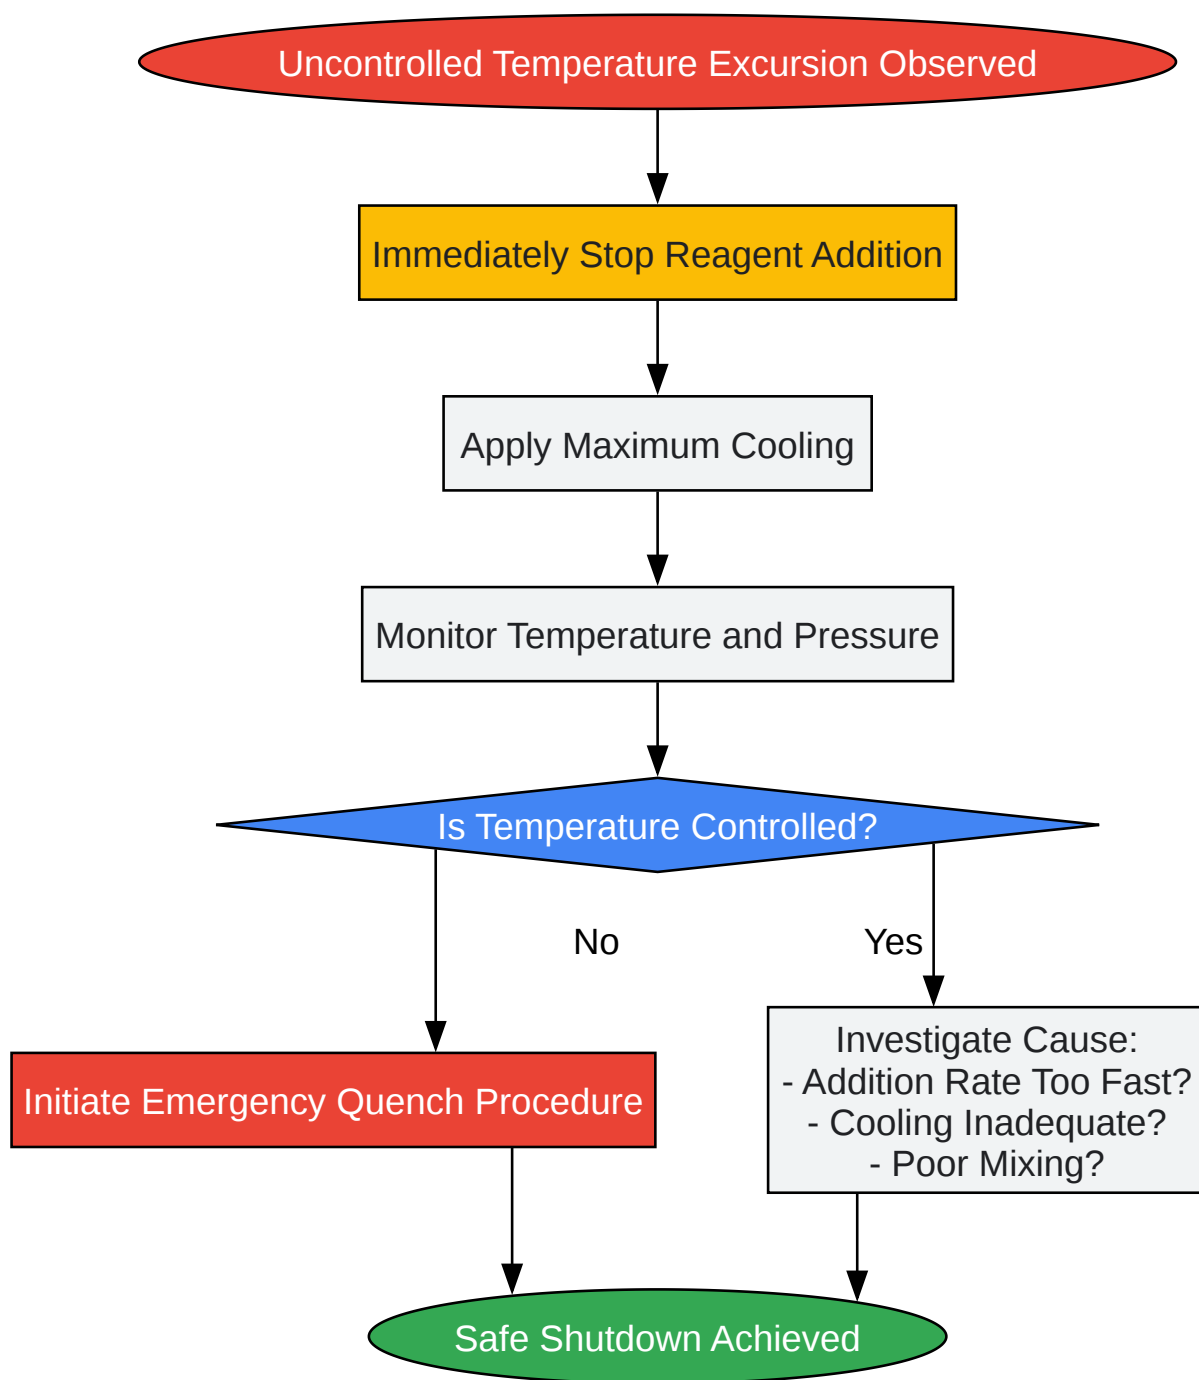 Uncontrolled Temperature Excursion Observed
Immediately Stop Reagent Addition
Apply Maximum Cooling
Monitor Temperature and Pressure
Is Temperature Controlled?
No
Yes
Investigate Cause:
- Addition Rate Too Fast?
- Cooling Inadequate?
- Poor Mixing?
Initiate Emergency Quench Procedure
Safe Shutdown Achieved